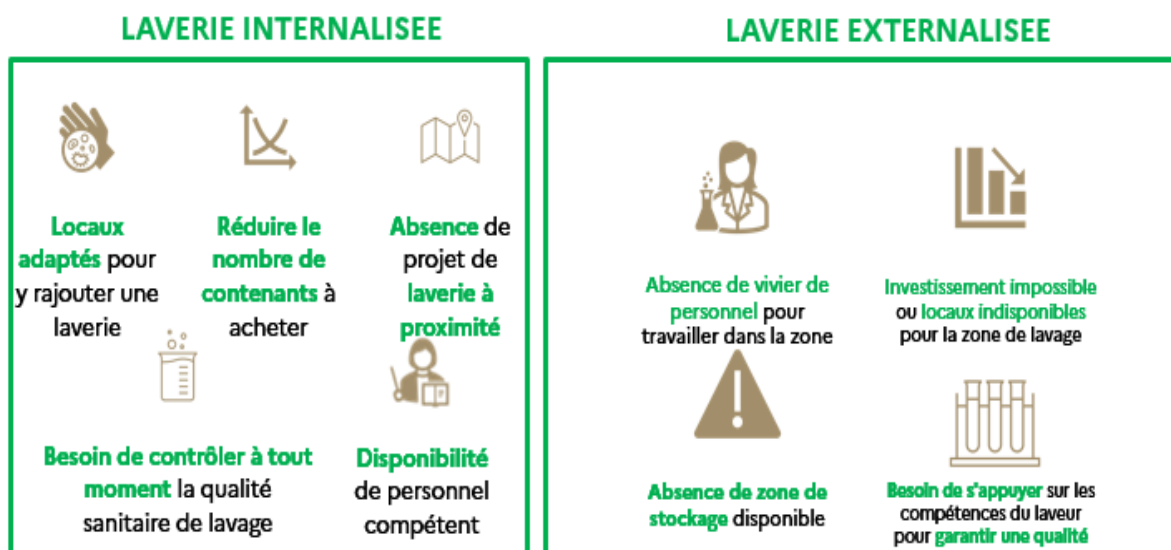 LAVERIE INTERNALISEE
Locaux
adaptés pour
y rajouter une
laverie
Réduire le
nombre de
contenants à
acheter
Absence de
projet de
laverie à
proximité
Besoin de contrôler à tout
moment la qualité
sanitaire de lavage
Disponibilité
de personnel
compétent
LAVERIE EXTERNALISEE
Absence de vivier de
personnel pour
travailler dans la zone
Investissement impossible
ou locaux indisponibles
pour la zone de lavage
Absence de zone de
stockage disponible
Besoin de s'appuyer sur les
compétences du laveur
pour garantir une qualité